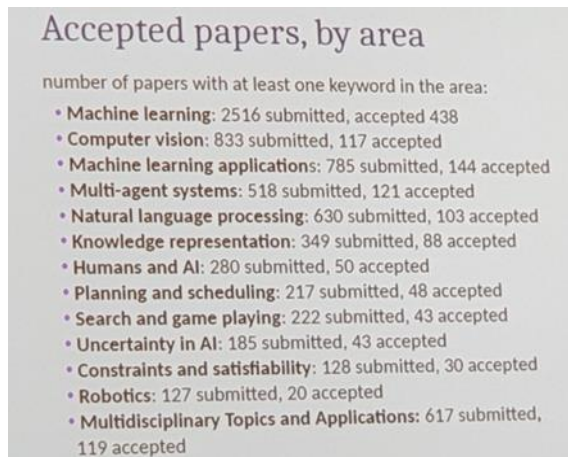 Accepted papers, by area
number of papers with at least one keyword in the area:
• Machine learning: 2516 submitted, accepted 438
• Computer vision: 833 submitted, 117 accepted
• Machine learning applications: 785 submitted, 144 accepted
• Multi-agent systems: 518 submitted, 121 accepted
• Natural language processing: 630 submitted, 103 accepted
• Knowledge representation: 349 submitted, 88 accepted
• Humans and AI: 280 submitted, 50 accepted
• Planning and scheduling: 217 submitted, 48 accepted
• Search and game playing: 222 submitted, 43 accepted
• Uncertainty in AI: 185 submitted, 43 accepted
• Constraints and satisfiability: 128 submitted, 30 accepted
• Robotics: 127 submitted, 20 accepted
• Multidisciplinary Topics and Applications: 617 submitted,
119 accepted